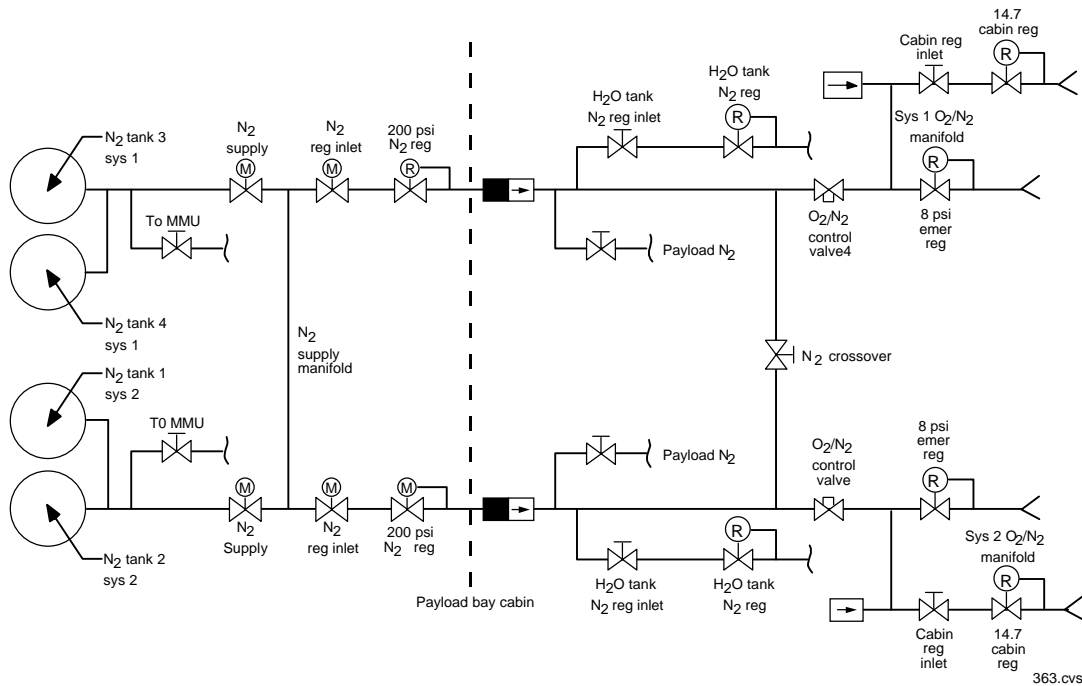 14.7
cabin reg
Cabin reg
inlet
R
H2O tank
N2 reg
H2O tank
N2 reg inlet
R
N2 tank 3
sys 1
N2
supply
N2
reg inlet
200 psi
N2 reg
M
M
R
Sys 1 O2/N2
manifold
R
To MMU
Payload N2
O2/N2
control
valve4
8 psi
emer
reg
N2 tank 4
sys 1
N2
supply
manifold
N2 crossover
N2 tank 1
sys 2
T0 MMU
Payload N2
O2/N2
control
valve
8 psi
emer
reg
R
M
M
M
N2
Supply
N2
reg inlet
200 psi
N2 reg
R
N2 tank 2
sys 2
H2O tank
N2 reg inlet
H2O tank
N2 reg
Sys 2 O2/N2
manifold
R
Payload bay cabin
Cabin
reg
inlet
14.7
cabin
reg
363.cvs